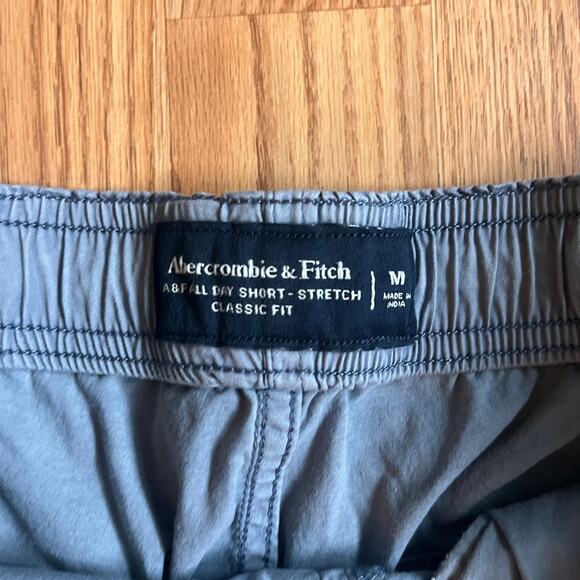 Abercrombie & Fitch
A&F ALL DAY SHORT - STRETCH
CLASSIC FIT
M
MADE IN
INDIA